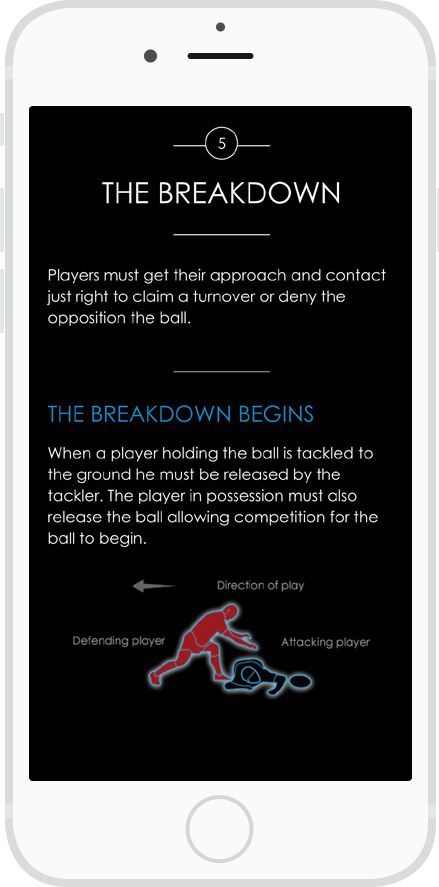 5
THE BREAKDOWN
Players must get their approach and contact
just right to claim a turnover or deny the
opposition the ball.
THE BREAKDOWN BEGINS
When a player holding the ball is tackled to
the ground he must be released by the
tackler. The player in possession must also
release the ball allowing competition for the
ball to begin.
Direction of play
Defending player
Attacking player